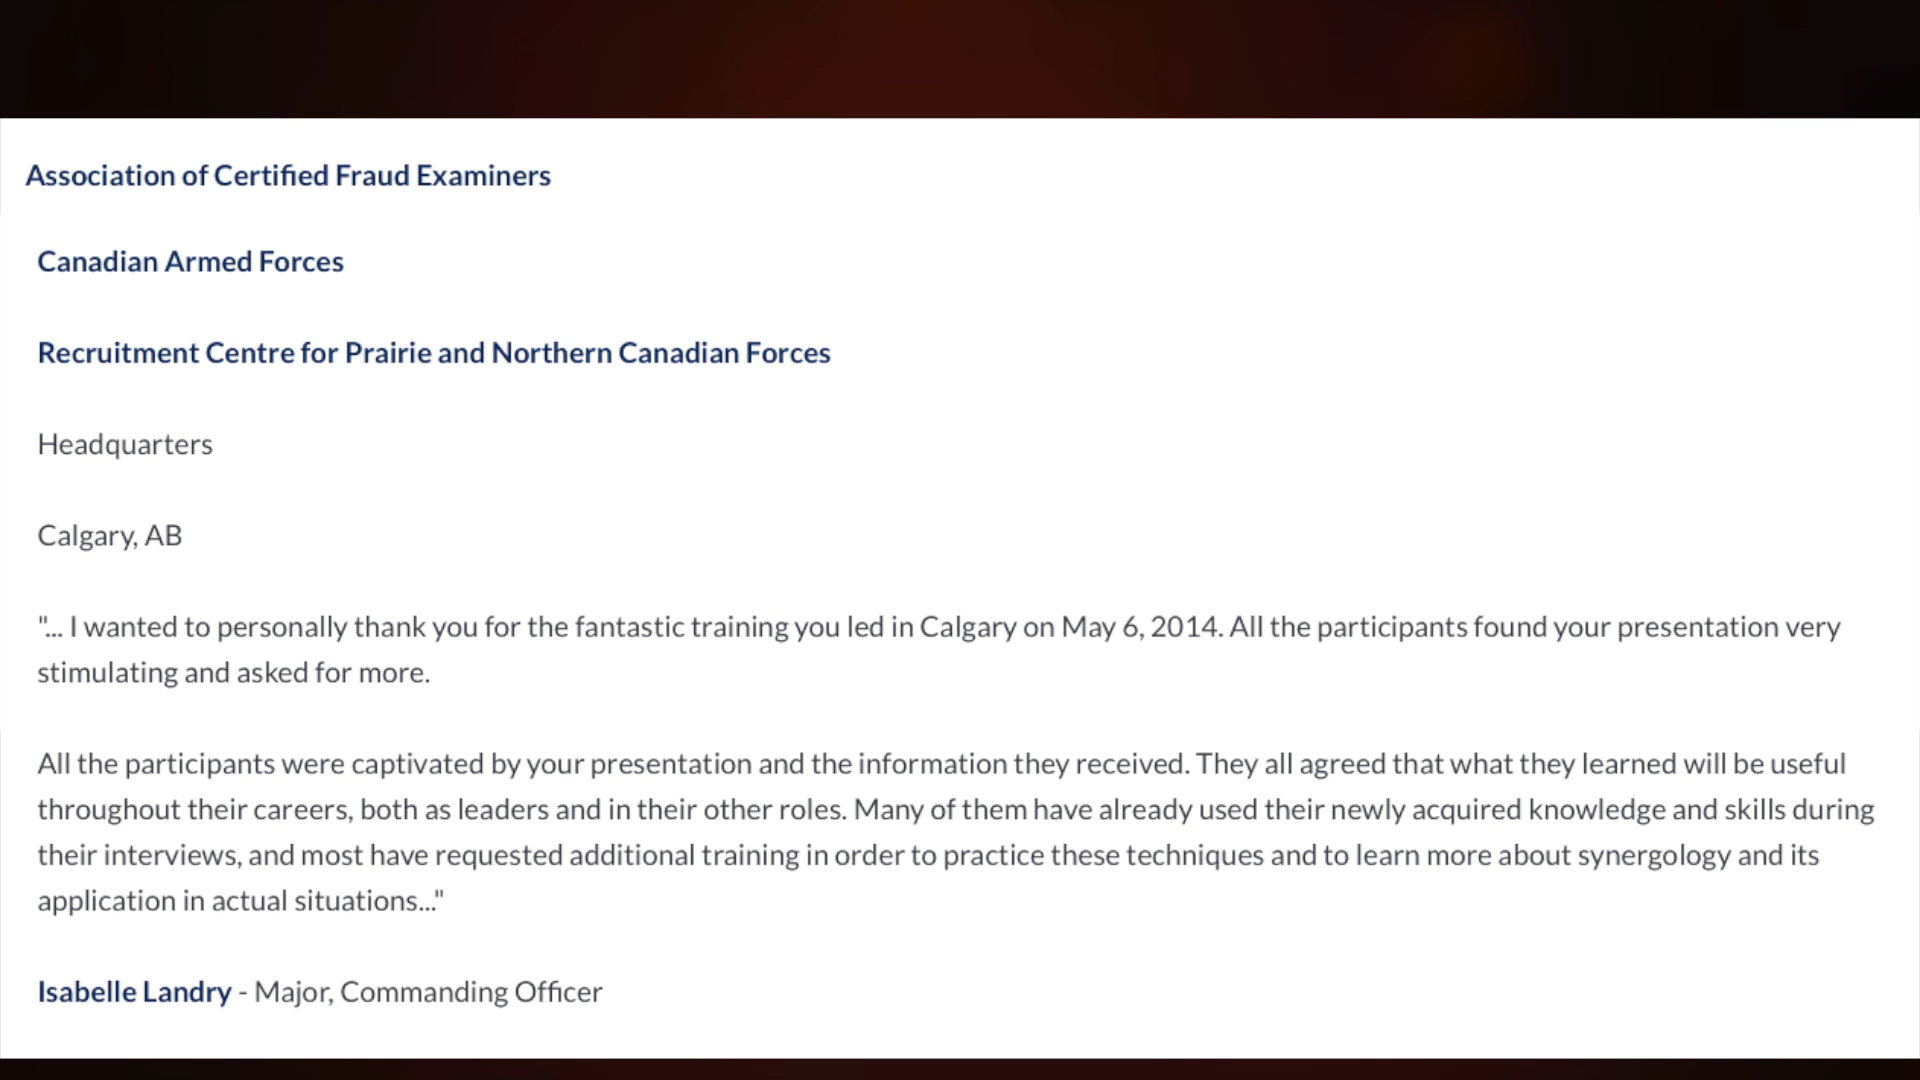 Association of Certified Fraud Examiners
Canadian Armed Forces
Recruitment Centre for Prairie and Northern Canadian Forces
Headquarters
Calgary, AB
"... I wanted to personally thank you for the fantastic training you led in Calgary on May 6, 2014. All the participants found your presentation very
stimulating and asked for more.
All the participants were captivated by your presentation and the information they received. They all agreed that what they learned will be useful
throughout their careers, both as leaders and in their other roles. Many of them have already used their newly acquired knowledge and skills during
their interviews, and most have requested additional training in order to practice these techniques and to learn more about synergology and its
application in actual situations..."
Isabelle Landry - Major, Commanding Officer